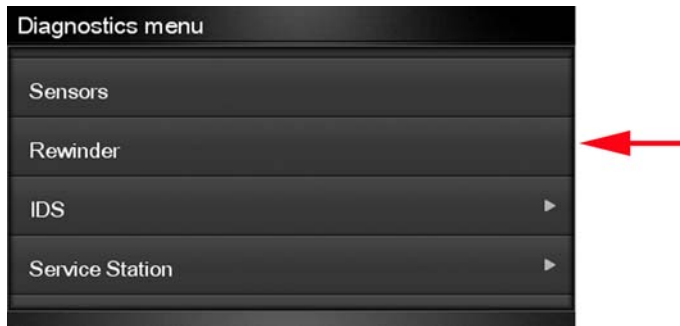 Diagnostics menu
Sensors
Rewinder
IDS
Service Station